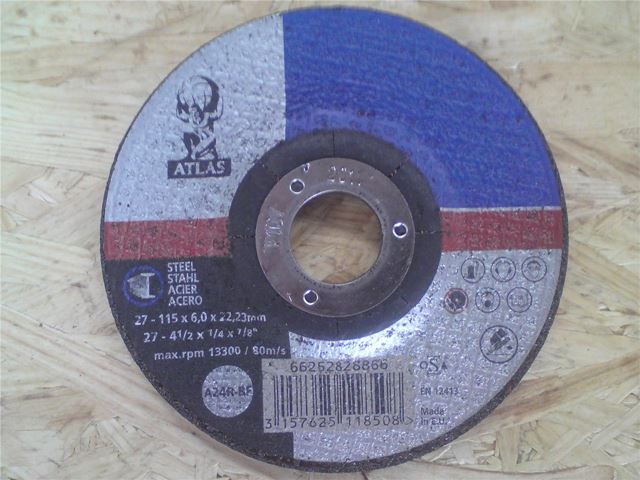 ATLAS
STEEL
STAHL
ACIER
ACERO
27 - 115 x 6,0 x 22,23mm
27 - 4 1/2 x 1/4 x 7/8"
max.rpm 13300 / 80m/s
A24R-BF
66252828866
3 157625 118508 >
oSa
EN 12413
Made
in E.U.